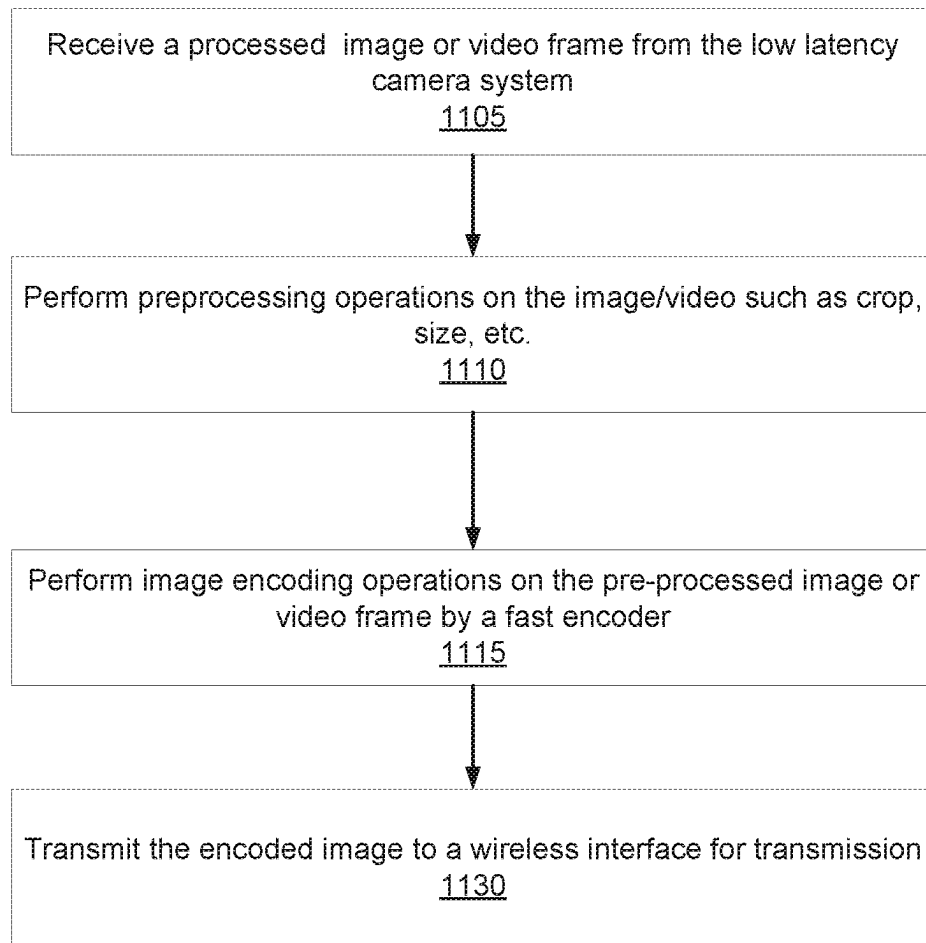 Receive a processed image or video frame from the low latency
camera system
1105
Perform preprocessing operations on the image/video such as crop,
size, etc.
1110
Perform image encoding operations on the pre-processed image or
video frame by a fast encoder
1115
Transmit the encoded image to a wireless interface for transmission
1130